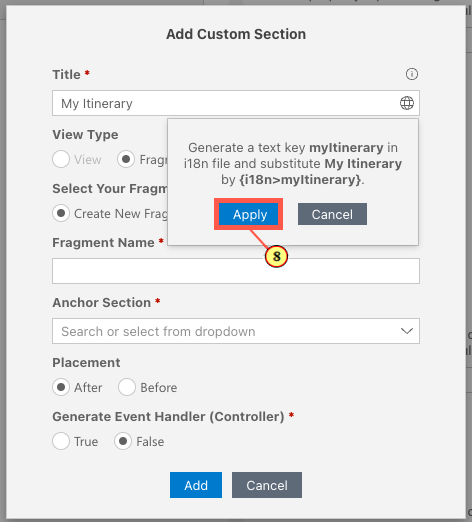 Add Custom Section
Title *
My Itinerary
View Type
View
Fragm
Generate a text key myItinerary in
i18n file and substitute My Itinerary
by {i18n>myItinerary}.
Apply
Cancel
8
Select Your Fragm
Create New Frag
Fragment Name *
Anchor Section *
Search or select from dropdown
Placement
After
Before
Generate Event Handler (Controller) *
True
False
Add
Cancel